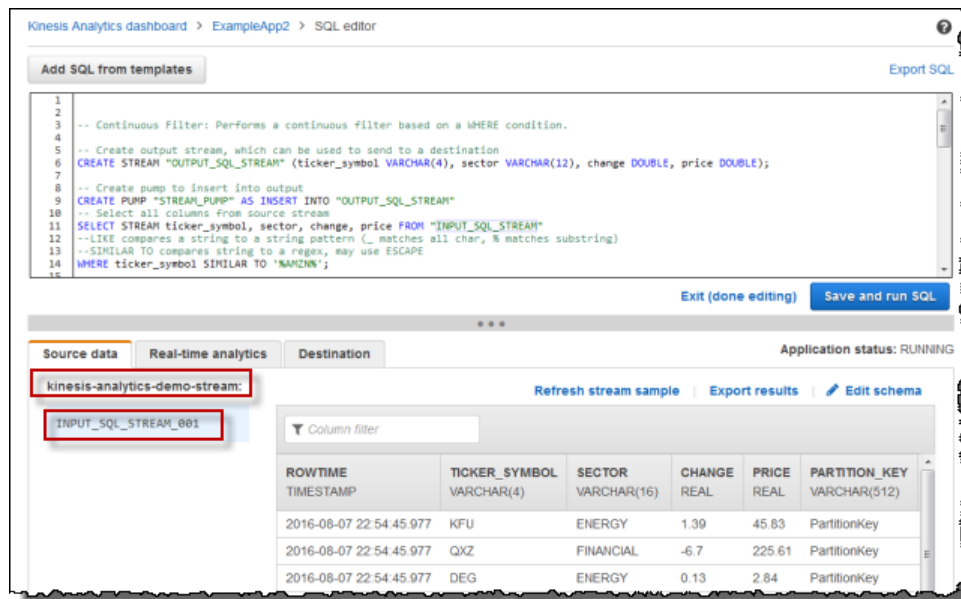 Kinesis Analytics dashboard > ExampleApp2 > SQL editor
Add SQL from templates
Export SQL
1
2
3 -- Continuous Filter: Performs a continuous filter based on a WHERE condition.
4
5 -- Create output stream, which can be used to send to a destination
6 CREATE STREAM "OUTPUT_SQL_STREAM" (ticker_symbol VARCHAR(4), sector VARCHAR(12), change DOUBLE, price DOUBLE);
7
8 -- Create pump to insert into output
9 CREATE PUMP "STREAM_PUMP" AS INSERT INTO "OUTPUT_SQL_STREAM"
10 -- Select all columns from source stream
11 SELECT STREAM ticker_symbol, sector, change, price FROM "INPUT_SQL_STREAM"
12 --LIKE compares a string to a string pattern (_ matches all char, % matches substring)
13 --SIMILAR TO compares string to a regex, may use ESCAPE
14 WHERE ticker_symbol SIMILAR TO '%AMZN%';
15
Exit (done editing) Save and run SQL
Source data Real-time analytics Destination Application status: RUNNING
kinesis-analytics-demo-stream:
INPUT_SQL_STREAM_001
Refresh stream sample Export results Edit schema
Column filter
ROWTIME TICKER_SYMBOL SECTOR CHANGE PRICE PARTITION_KEY
TIMESTAMP VARCHAR(4) VARCHAR(16) REAL REAL VARCHAR(512)
2016-08-07 22:54:45.977 KFU ENERGY 1.39 45.83 PartitionKey
2016-08-07 22:54:45.977 QXZ FINANCIAL -6.7 225.61 PartitionKey
2016-08-07 22:54:45.977 DEG ENERGY 0.13 2.84 PartitionKey